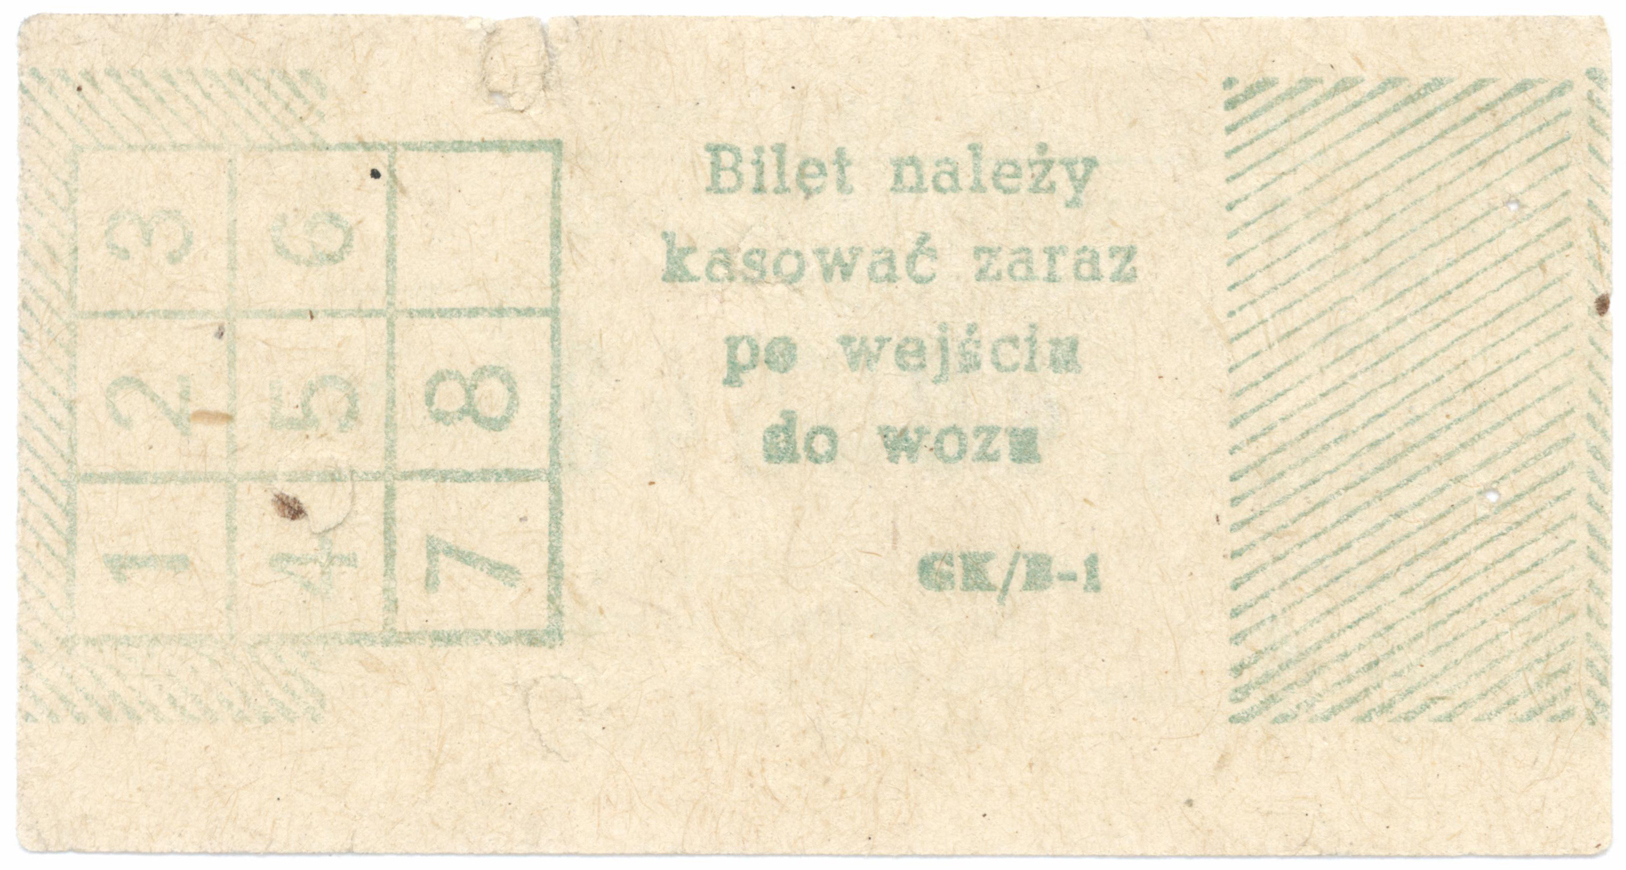 3 6
2 5 8
1 4 7
Bilet należy
kasować zaraz
po wejściu
do wozu
GK/B-1